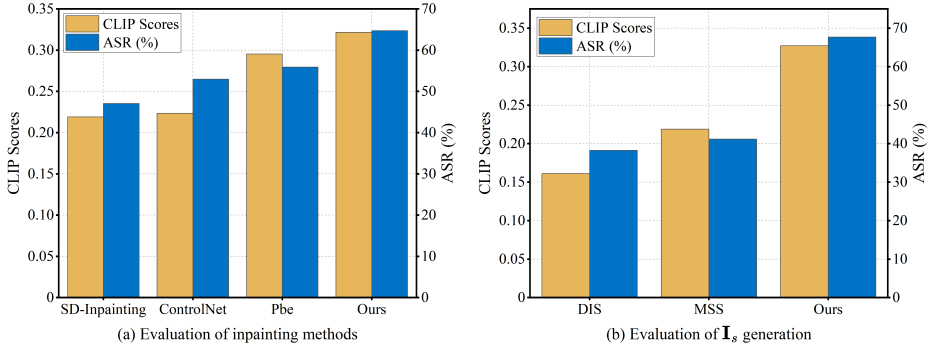 0.35
0.30
0.25
0.20
0.15
0.10
0.05
0.00
CLIP Scores
CLIP Scores
ASR (%)
70
60
50
40
30
20
10
0
ASR (%)
SD-Inpainting ControlNet Pbe Ours
(a) Evaluation of inpainting methods
0.35
0.30
0.25
0.20
0.15
0.10
0.05
0
CLIP Scores
CLIP Scores
ASR (%)
70
60
50
40
30
20
10
0
ASR (%)
DIS MSS Ours
(b) Evaluation of Iₛ generation